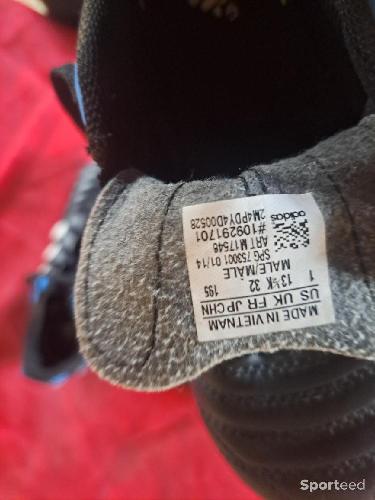 MADE IN VIETNAM
US UK FR JP CHN
1 13½K 32 195
MALE/MALE
SPG 753001 01/14
ART M17546
#109291701
2M4PDY4D00528
adidas
Sporteed